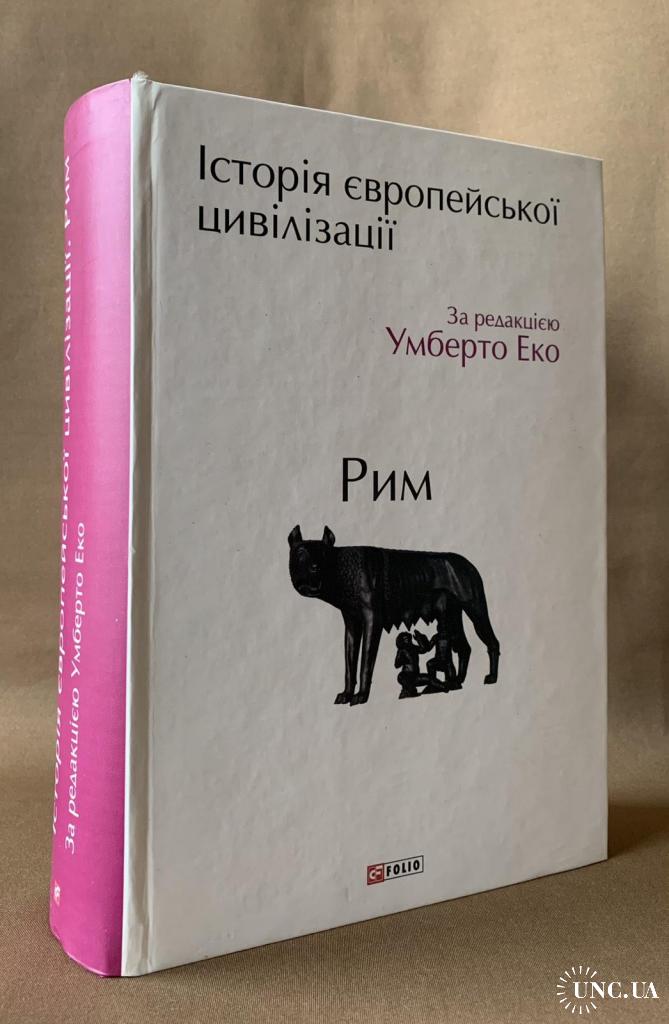 Історія європейської
цивілізації
За редакцією
Умберто Еко
Рим
FOLIO
Історія європейської цивілізації. Рим
За редакцією Умберто Еко
UNC.UA